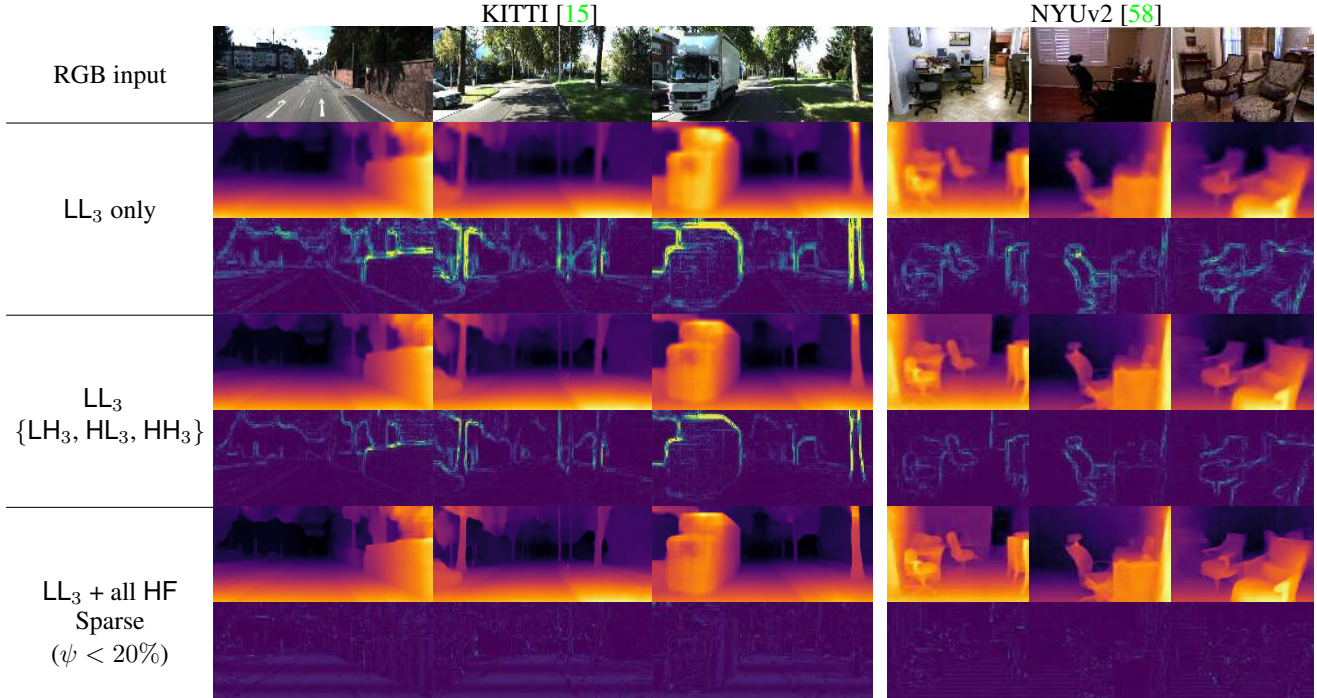 KITTI [15]
NYUv2 [58]
RGB input
LL₃ only
LL₃
{LH₃, HL₃, HH₃}
LL₃ + all HF
Sparse
(ψ < 20%)